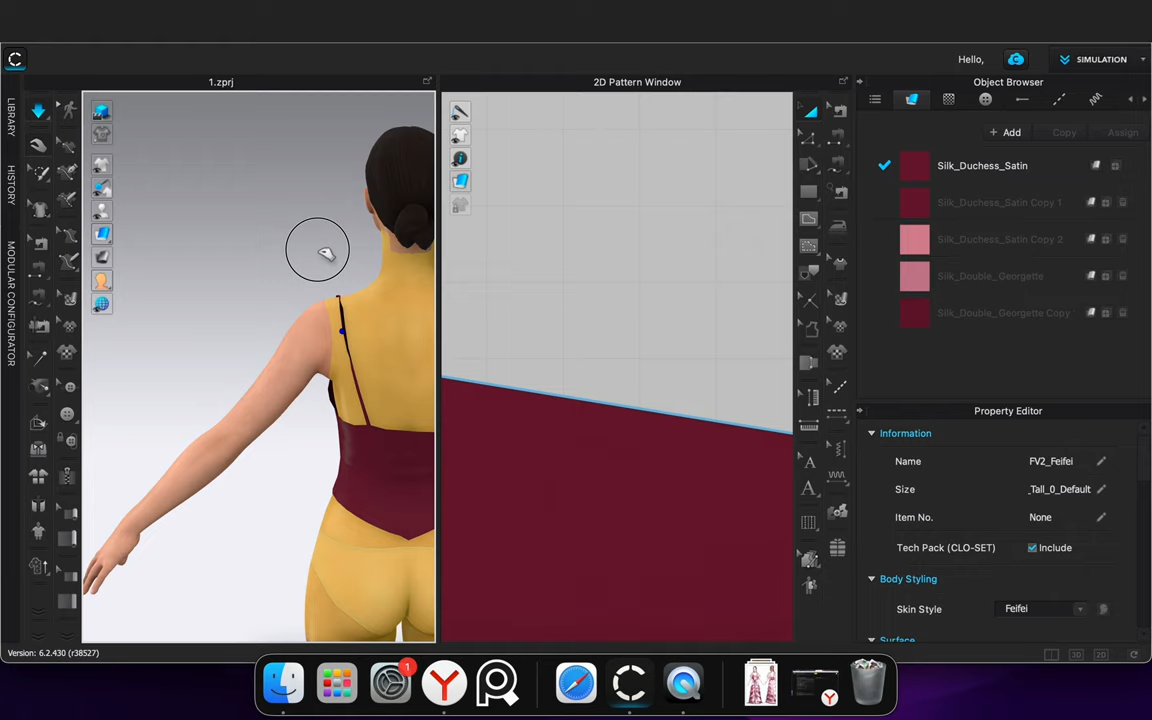 Hello,
SIMULATION
1.zprj
2D Pattern Window
Object Browser
LIBRARY
HISTORY
MODULAR CONFIGURATOR
+ Add
Copy
Assign
Silk_Duchess_Satin
Silk_Duchess_Satin Copy 1
Silk_Duchess_Satin Copy 2
Silk_Double_Georgette
Silk_Double_Georgette Copy
Property Editor
Information
Name
FV2_Feifei
Size
_Tall_0_Default
Item No.
None
Tech Pack (CLO-SET)
Include
Body Styling
Skin Style
Feifei
Surface
Version: 6.2.430 (r38527)
3D
2D
1